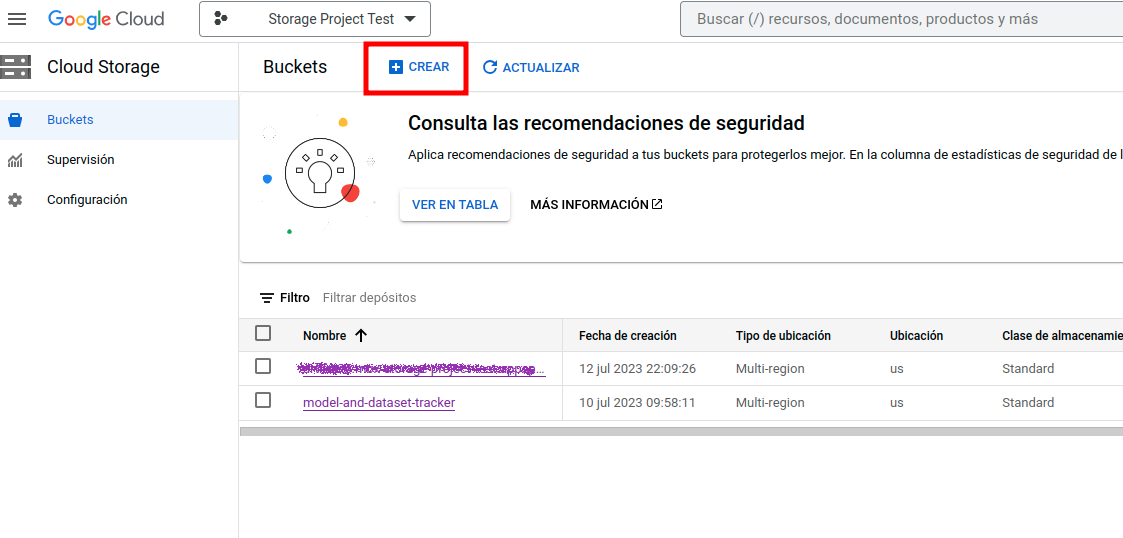 Google Cloud
Storage Project Test
Buscar (/) recursos, documentos, productos y más
Cloud Storage
Buckets
CREAR
ACTUALIZAR
Buckets
Supervisión
Configuración
Consulta las recomendaciones de seguridad
Aplica recomendaciones de seguridad a tus buckets para protegerlos mejor. En la columna de estadísticas de seguridad de l
VER EN TABLA
MÁS INFORMACIÓN
Filtro Filtrar depósitos
Nombre Fecha de creación Tipo de ubicación Ubicación Clase de almacenamie
12 jul 2023 22:09:26 Multi-region us Standard
model-and-dataset-tracker 10 jul 2023 09:58:11 Multi-region us Standard